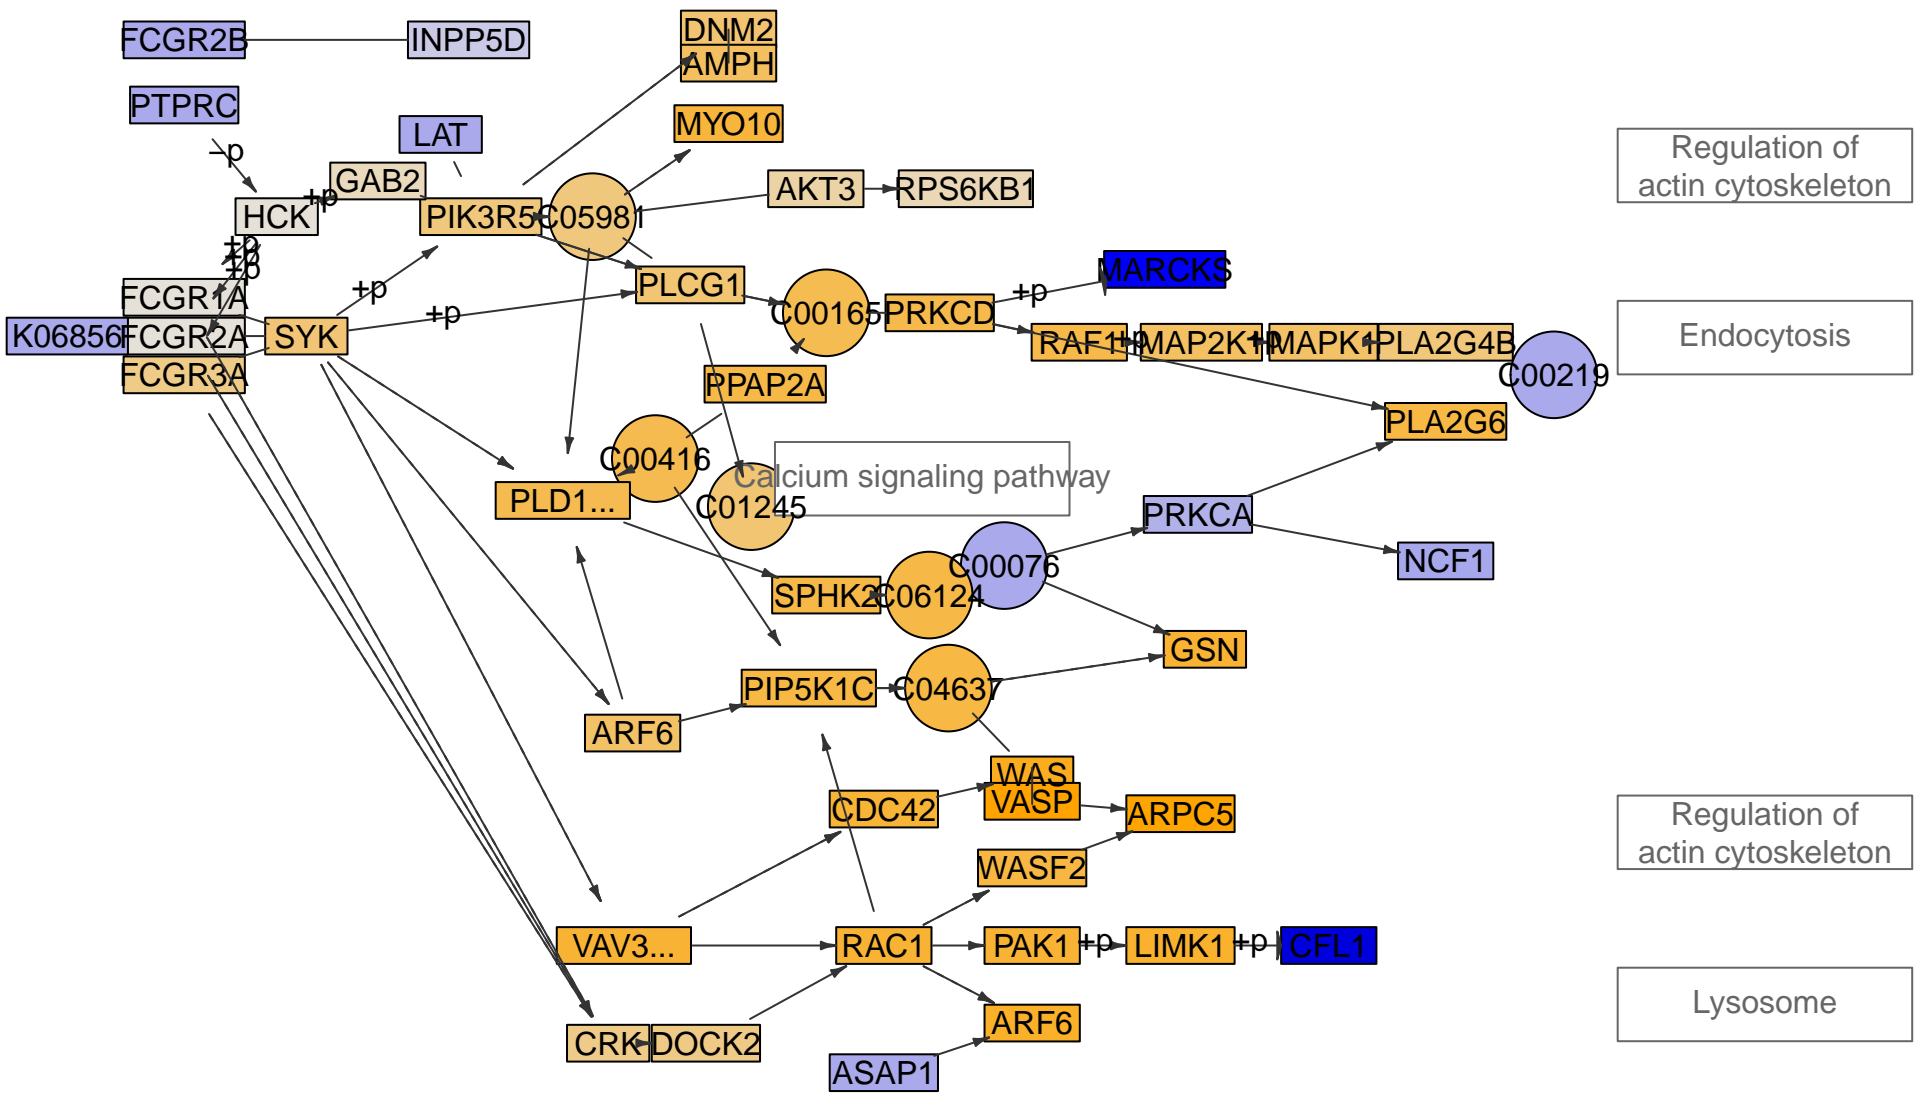 FCGR2B
INPP5D
DNM2
AMPH
PTPRC
LAT
MYO10
Regulation of
actin cytoskeleton
–p
GAB2
+p
HCK
PIK3R5
C05981
AKT3
RPS6KB1
+p
+p
+p
MARCKS
+p
PLCG1
FCGR1A
+p
+p
C00165
PRKCD
K06856
FCGR2A
SYK
RAF1
+p
MAP2K1
+p
MAPK1
PLA2G4B
Endocytosis
FCGR3A
PPAP2A
C00219
PLA2G6
C00416
Calcium signaling pathway
PLD1...
C01245
PRKCA
C00076
NCF1
SPHK2
C06124
GSN
PIP5K1C
C04637
ARF6
WAS
VASP
CDC42
ARPC5
Regulation of
actin cytoskeleton
WASF2
VAV3...
RAC1
PAK1
+p
LIMK1
+p
CFL1
Lysosome
ARF6
CRK
DOCK2
ASAP1